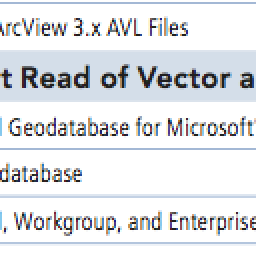 ArcView 3.x AVL Files
t Read of Vector a
Geodatabase for Microsoft
database
, Workgroup, and Enterprise